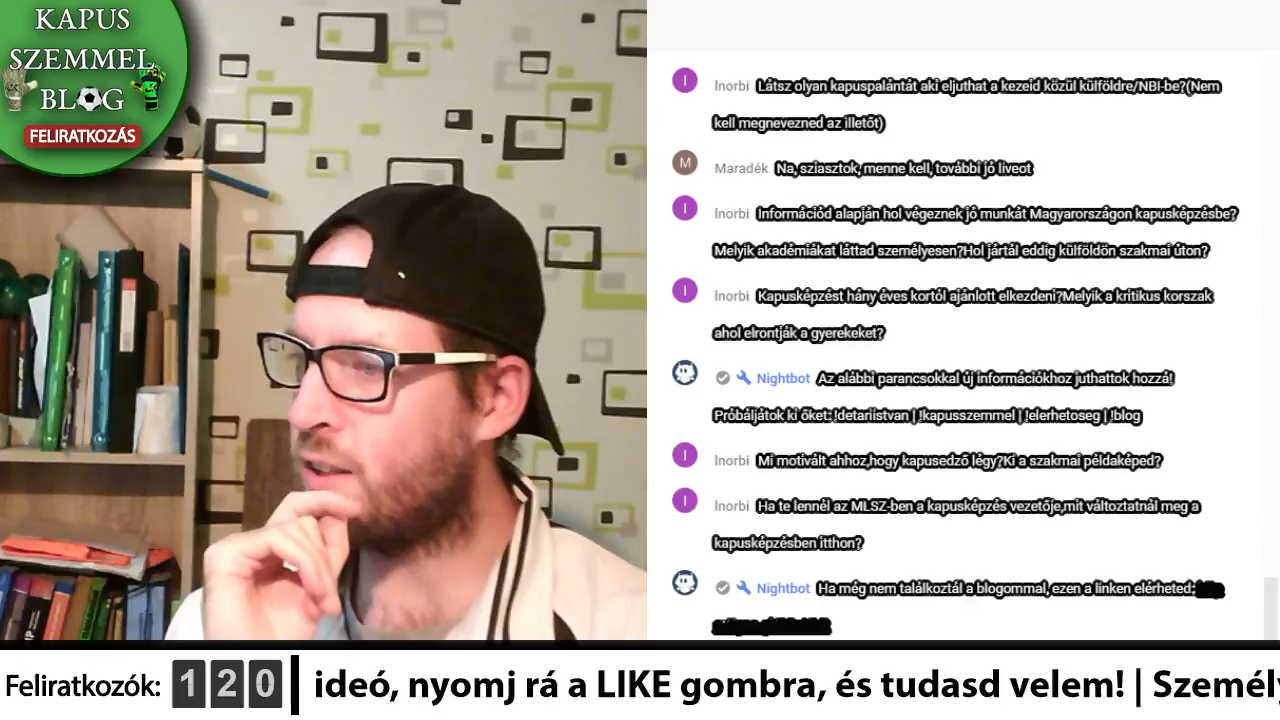 KAPUS
SZEMMEL
BLOG
FELIRATKOZÁS
I Inorbi Látsz olyan kapuspalántát aki eljuthat a kezeid közül külföldre/NBI-be?(Nem
kell megnevezned az illetőt)
M Maradék Na, sziasztok, menne kell, további jó liveot
I Inorbi Információd alapján hol végeznek jó munkát Magyarországon kapusképzésbe?
Melyik akadémiákat láttad személyesen?Hol jártál eddig külföldön szakmai úton?
I Inorbi Kapusképzést hány éves kortól ajánlott elkezdeni?Melyik a kritikus korszak
ahol elrontják a gyerekeket?
Nightbot Az alábbi parancsokkal új információkhoz juthattok hozzá!
Próbáljátok ki őket: !detariistvan | !kapusszemmel | !elerhetoseg | !blog
I Inorbi Mi motivált ahhoz,hogy kapusedző légy?Ki a szakmai példaképed?
I Inorbi Ha te lennél az MLSZ-ben a kapusképzés vezetője,mit változtatnál meg a
kapusképzésben itthon?
Nightbot Ha még nem találkoztál a blogommal, ezen a linken elérheted:
Feliratkozók: 120 ideó, nyomj rá a LIKE gombra, és tudasd velem! | Személy